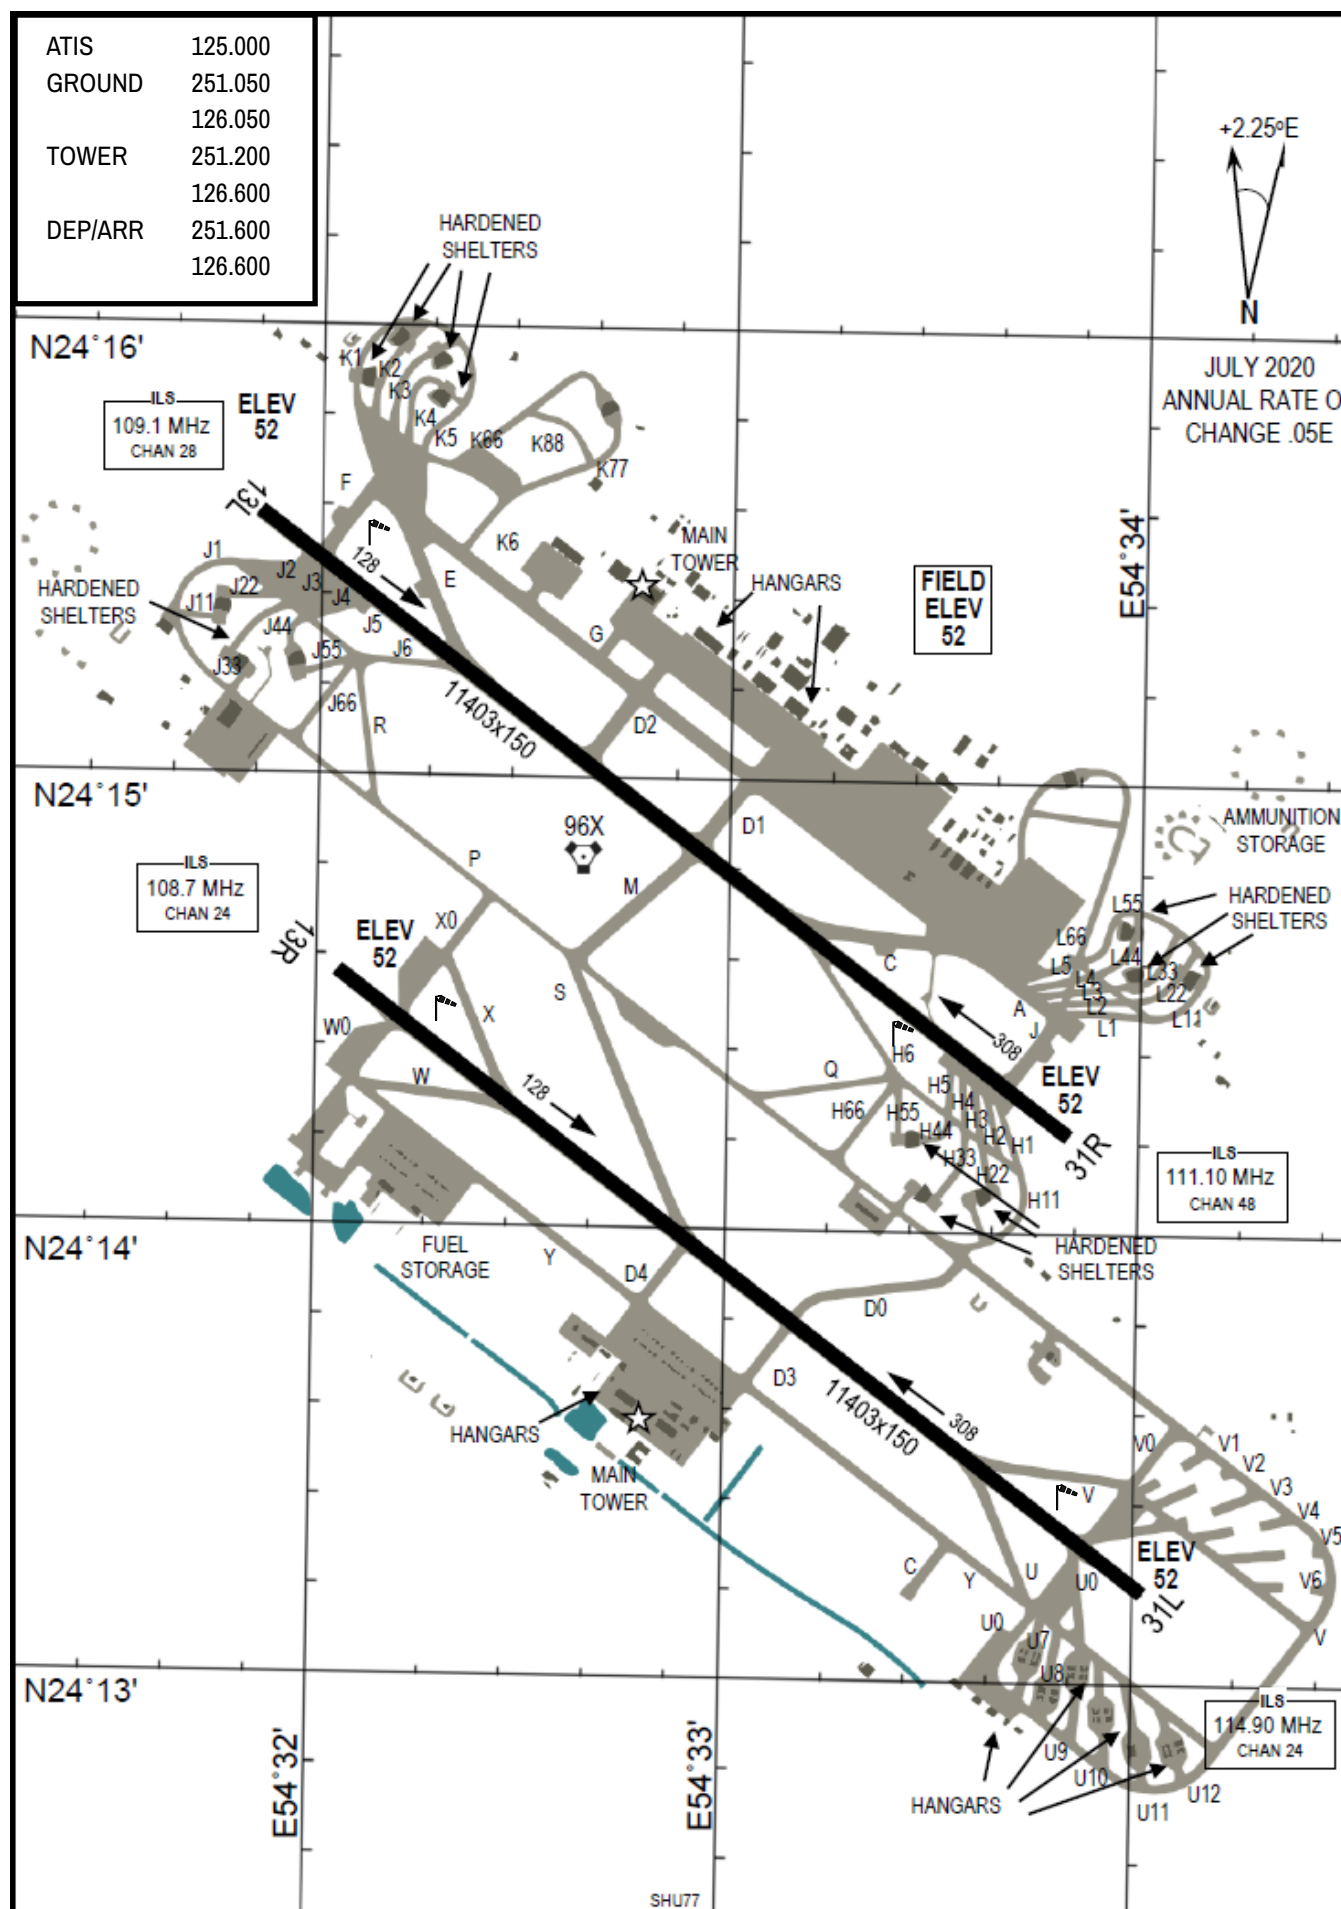 ATIS 125.000
GROUND 251.050
126.050
TOWER 251.200
126.600
DEP/ARR 251.600
126.600
+2.25°E
N
JULY 2020
ANNUAL RATE O
CHANGE .05E
HARDENED
SHELTERS
N24°16'
K1
K2
K3
K4
K5
K66
K88
K77
K6
ILS
109.1 MHz
CHAN 28
ELEV
52
13L
F
128
E
MAIN
TOWER
HANGARS
FIELD
ELEV
52
E54°34'
J1
J2
J3
J4
J5
J6
J22
J11
J44
J33
J55
J66
HARDENED
SHELTERS
R
G
D2
11403x150
N24°15'
96X
D1
P
M
AMMUNITION
STORAGE
HARDENED
SHELTERS
ILS
108.7 MHz
CHAN 24
13R
ELEV
52
X0
X
S
W0
W
128
C
A
J
308
L55
L66
L5
L44
L4
L33
L3
L22
L2
L11
L1
ELEV
52
31R
Q
H6
H5
H4
H3
H2
H1
H66
H55
H44
H33
H22
H11
HARDENED
SHELTERS
ILS
111.10 MHz
CHAN 48
N24°14'
FUEL
STORAGE
Y
D4
D0
D3
11403x150
308
HANGARS
MAIN
TOWER
V0
V1
V2
V3
V4
V5
V6
V
V
ELEV
52
31L
C
Y
U
U0
U0
U7
U8
U9
U10
U11
U12
N24°13'
ILS
114.90 MHz
CHAN 24
HANGARS
E54°32'
E54°33'
SHU77